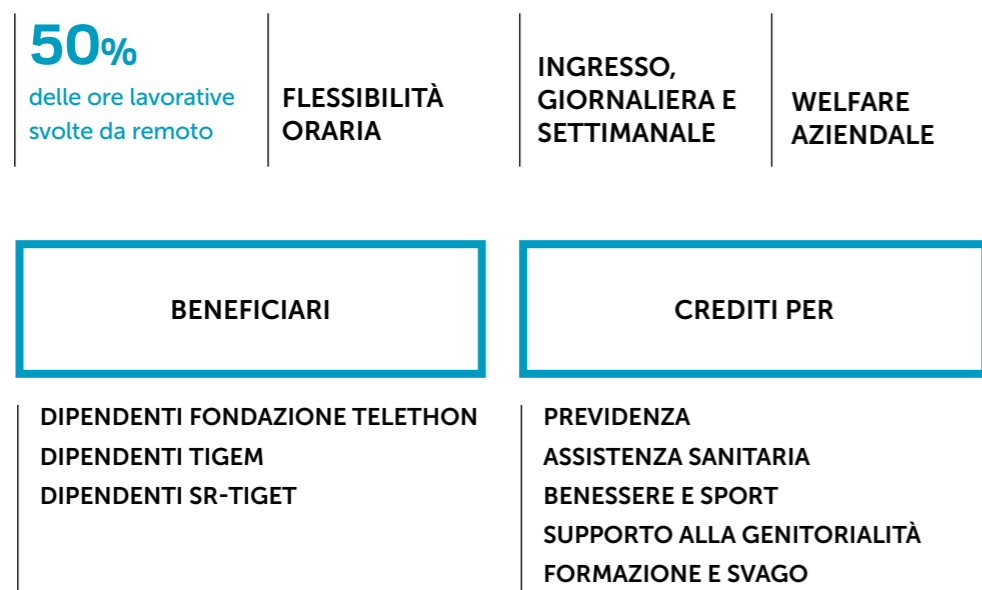 50%
delle ore lavorative
svolte da remoto
FLESSIBILITÀ
ORARIA
INGRESSO,
GIORNALIERA E
SETTIMANALE
WELFARE
AZIENDALE
BENEFICIARI
DIPENDENTI FONDAZIONE TELETHON
DIPENDENTI TIGEM
DIPENDENTI SR-TIGET
CREDITI PER
PREVIDENZA
ASSISTENZA SANITARIA
BENESSERE E SPORT
SUPPORTO ALLA GENITORIALITÀ
FORMAZIONE E SVAGO